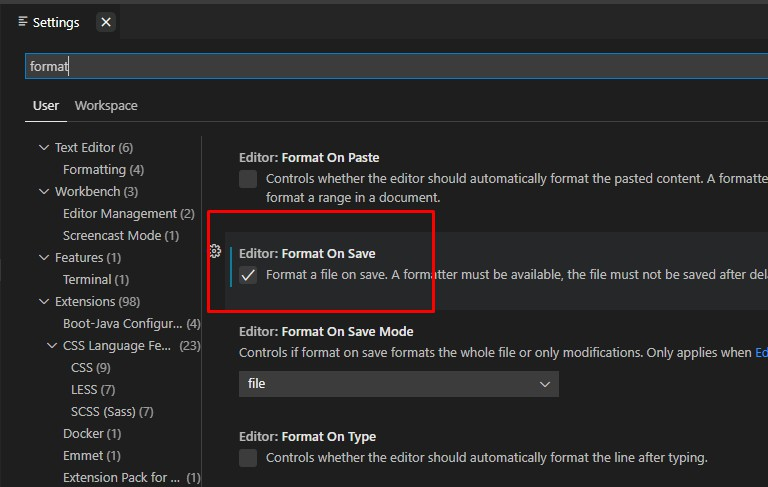 Settings
format
User Workspace
Text Editor (6)
Formatting (4)
Workbench (3)
Editor Management (2)
Screencast Mode (1)
Features (1)
Terminal (1)
Extensions (98)
Boot-Java Configur... (4)
CSS Language Fe... (23)
CSS (9)
LESS (7)
SCSS (Sass) (7)
Docker (1)
Emmet (1)
Extension Pack for ... (1)
Editor: Format On Paste
Controls whether the editor should automatically format the pasted content. A formatte
format a range in a document.
Editor: Format On Save
Format a file on save. A formatter must be available, the file must not be saved after del
Editor: Format On Save Mode
Controls if format on save formats the whole file or only modifications. Only applies when Ed
file
Editor: Format On Type
Controls whether the editor should automatically format the line after typing.